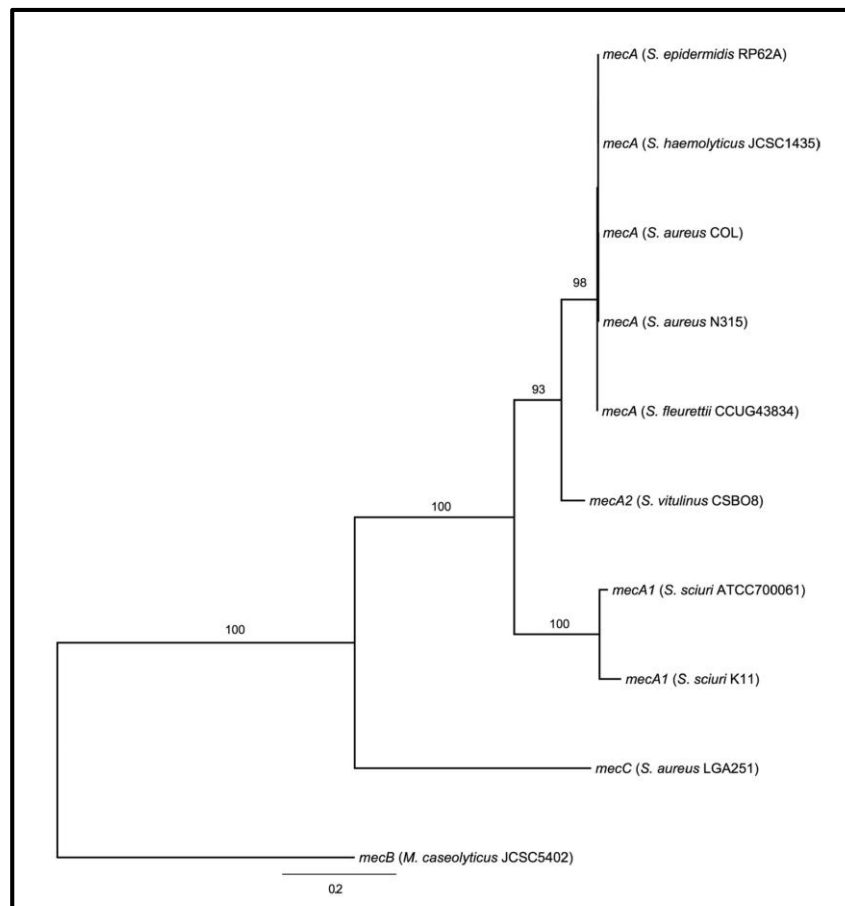 mecA (S. epidermidis RP62A)
mecA (S. haemolyticus JCSC1435)
mecA (S. aureus COL)
98
mecA (S. aureus N315)
93
mecA (S. fleurettii CCUG43834)
mecA2 (S. vitulinus CSBO8)
100
mecA1 (S. sciuri ATCC700061)
100
100
mecA1 (S. sciuri K11)
mecC (S. aureus LGA251)
mecB (M. caseolyticus JCSC5402)
02